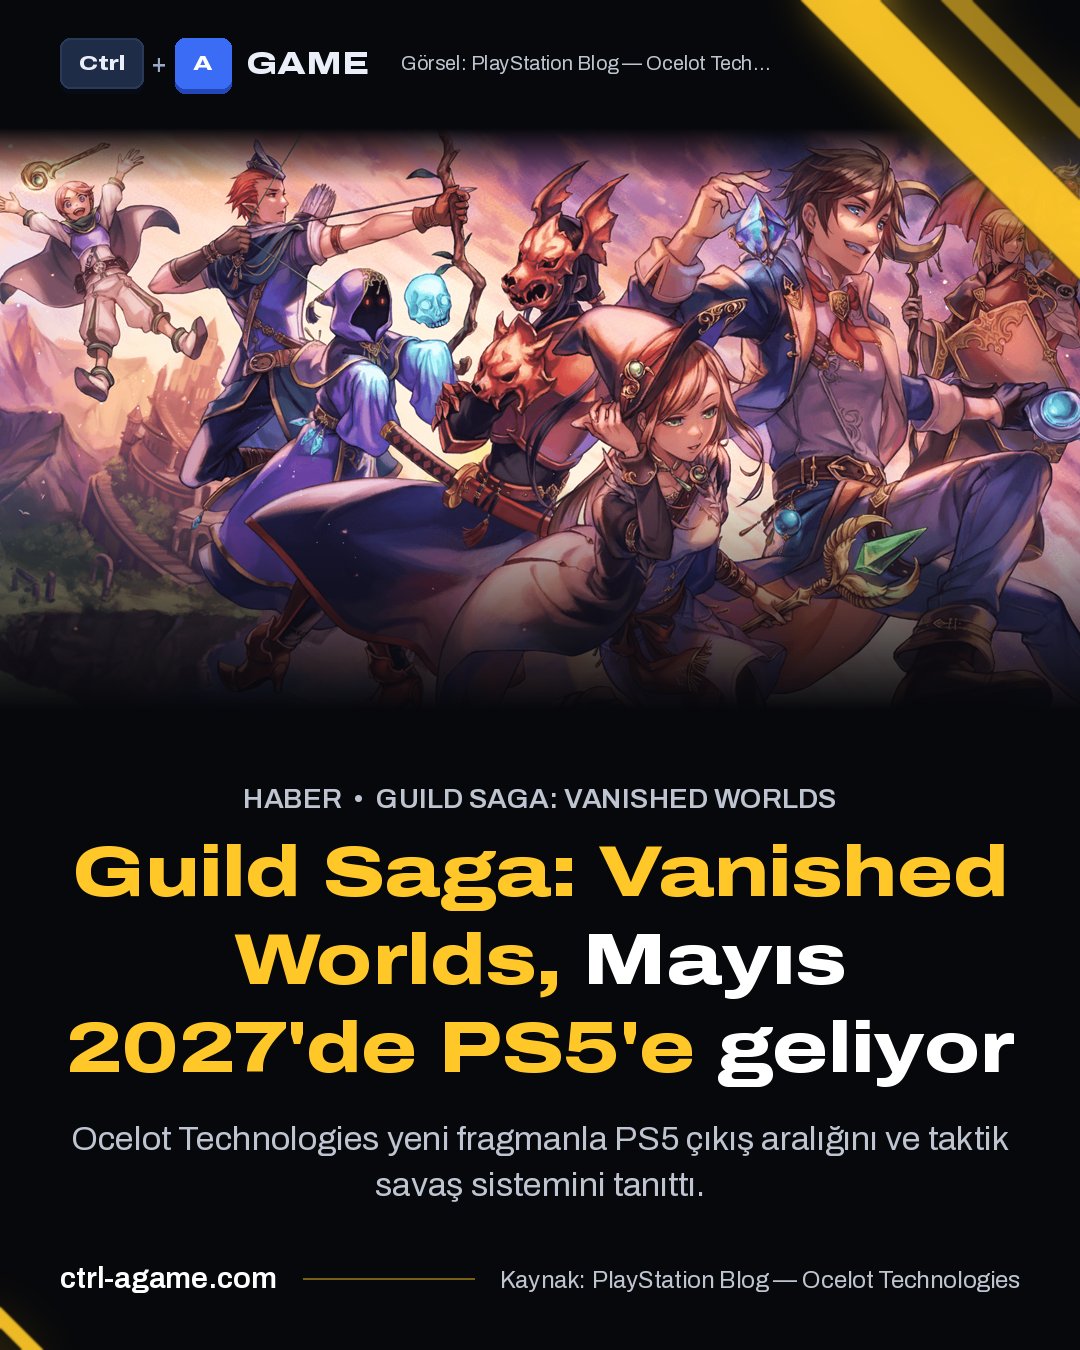 Ctrl + A GAME Görsel: PlayStation Blog — Ocelot Tech...
HABER • GUILD SAGA: VANISHED WORLDS
Guild Saga: Vanished
Worlds, Mayıs
2027'de PS5'e geliyor
Ocelot Technologies yeni fragmanla PS5 çıkış aralığını ve taktik
savaş sistemini tanıttı.
ctrl-agame.com Kaynak: PlayStation Blog — Ocelot Technologies